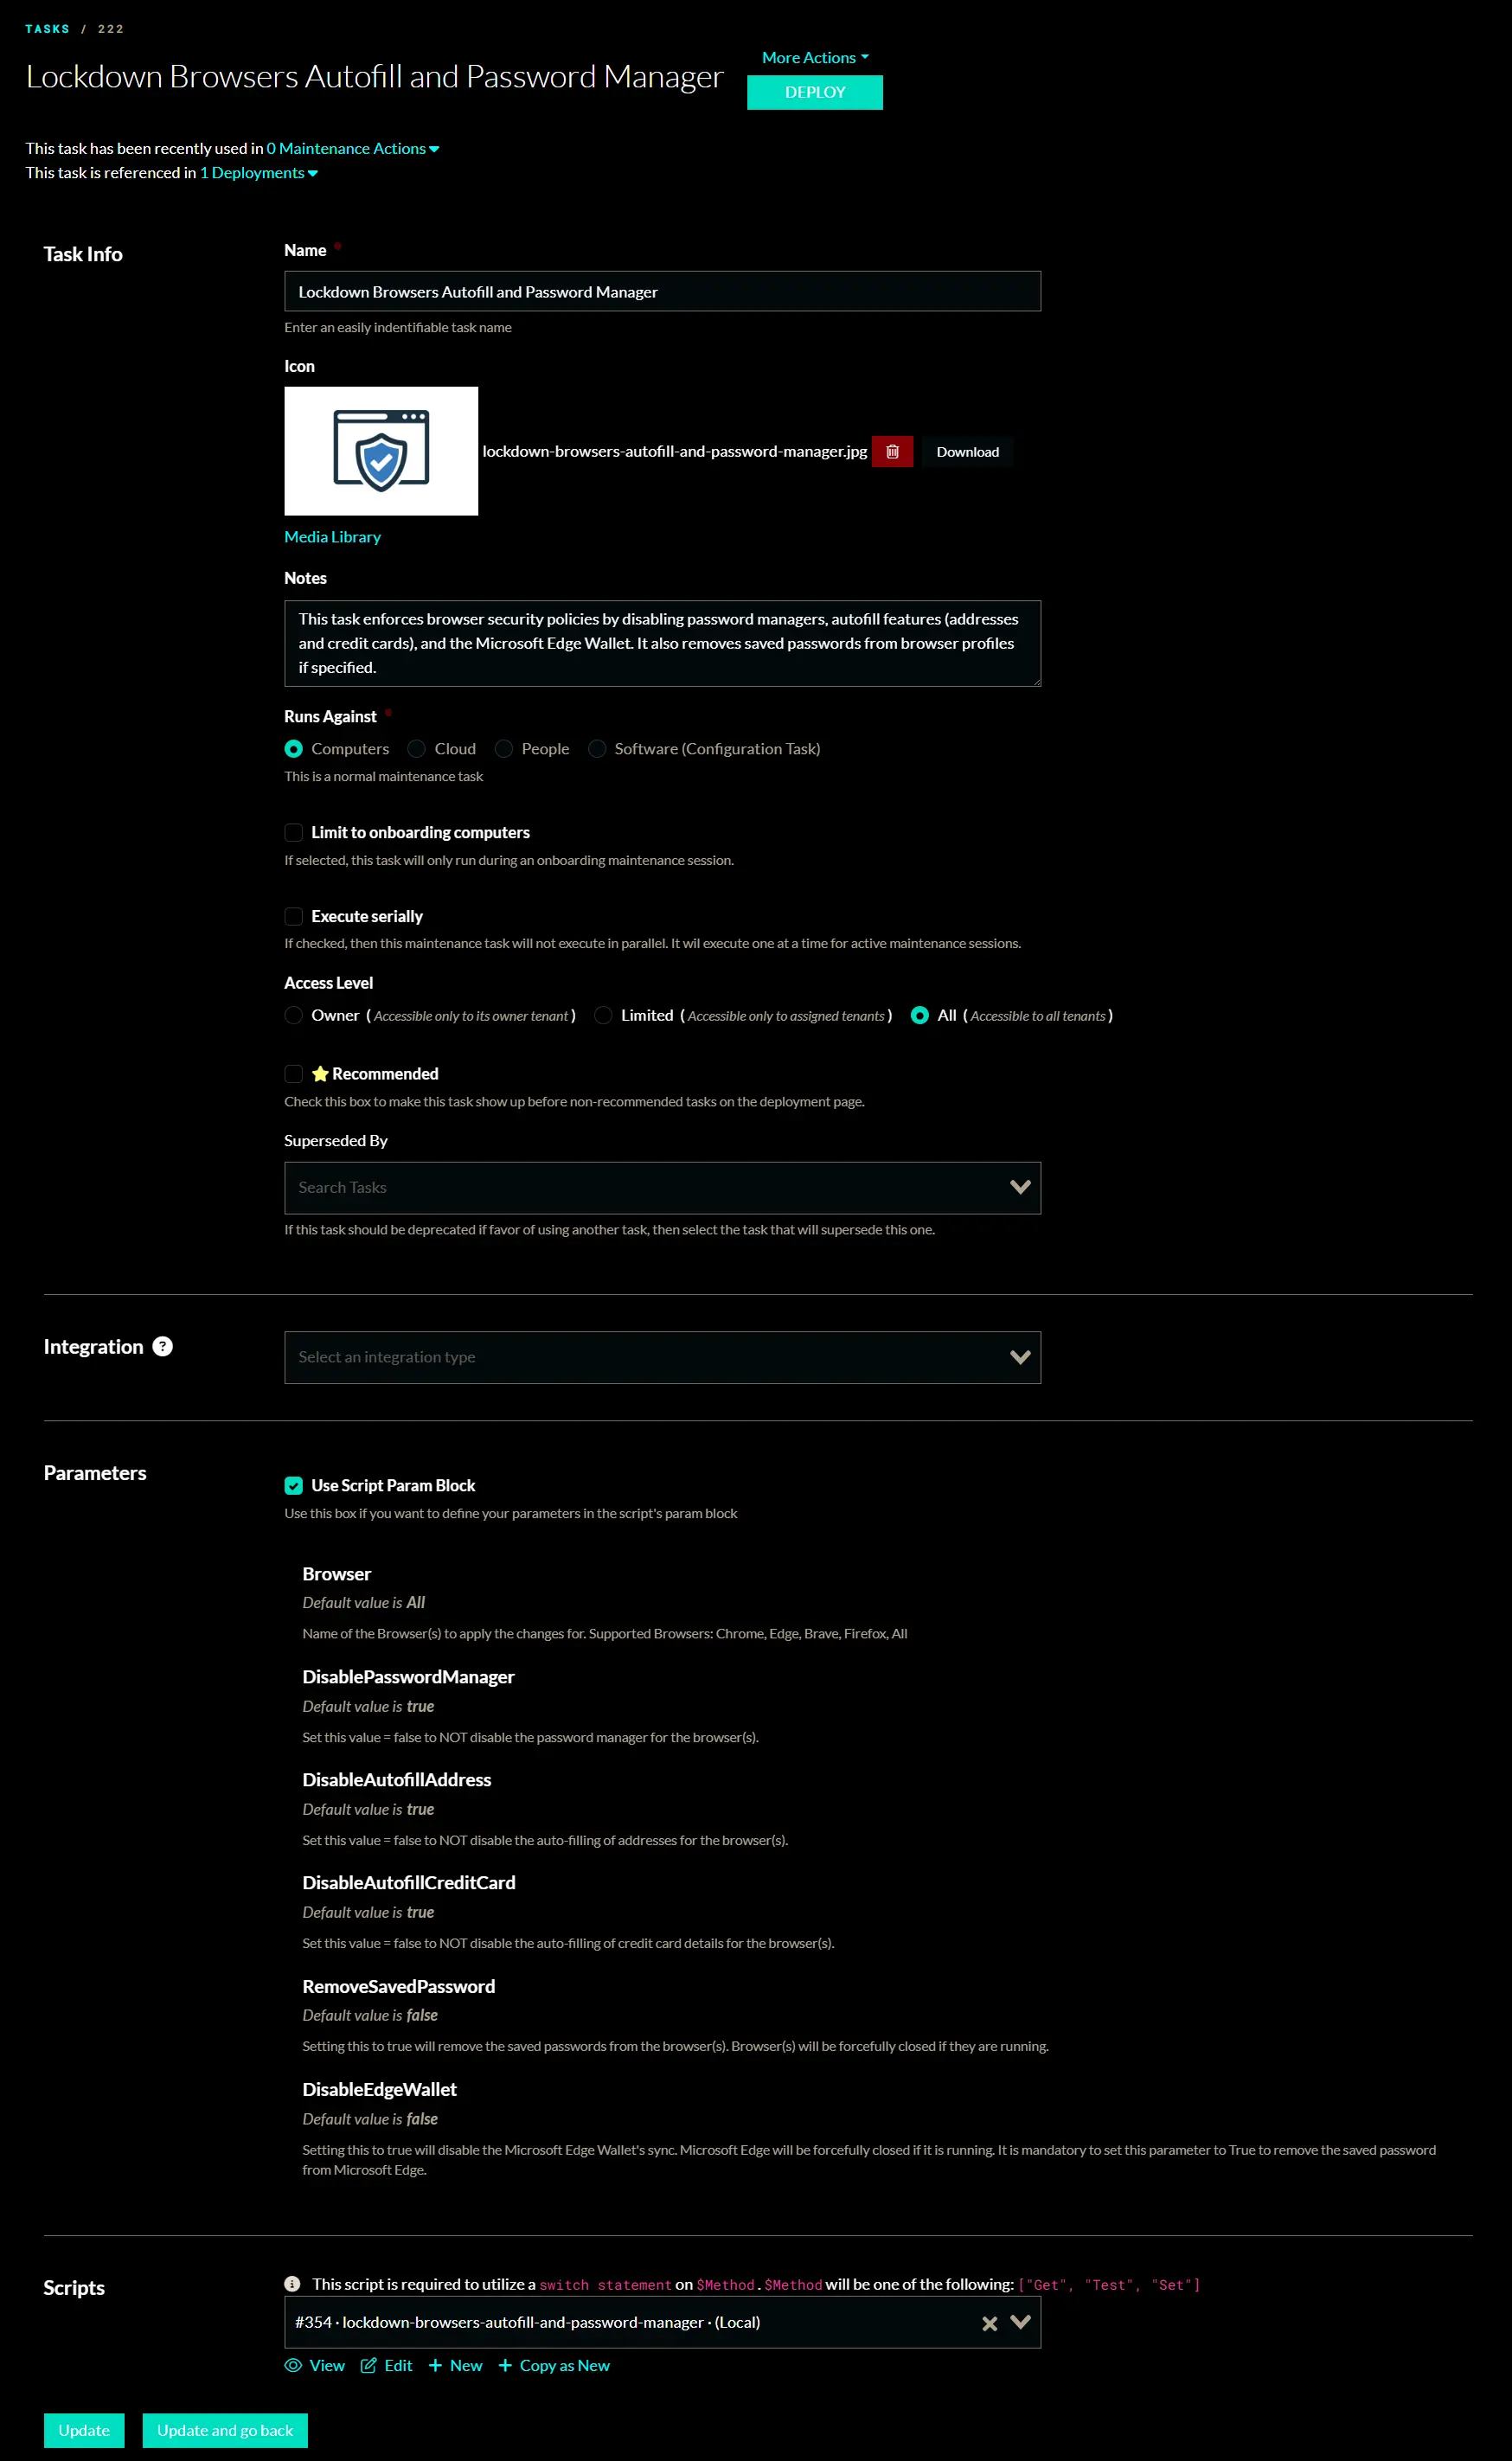 TASKS / 222
More Actions
Lockdown Browsers Autofill and Password Manager
DEPLOY
This task has been recently used in 0 Maintenance Actions
This task is referenced in 1 Deployments
Task Info
Name
Lockdown Browsers Autofill and Password Manager
Enter an easily indentifiable task name
Icon
lockdown-browsers-autofill-and-password-manager.jpg
Download
Media Library
Notes
This task enforces browser security policies by disabling password managers, autofill features (addresses
and credit cards), and the Microsoft Edge Wallet. It also removes saved passwords from browser profiles
if specified.
Runs Against
Computers Cloud People Software (Configuration Task)
This is a normal maintenance task
Limit to onboarding computers
If selected, this task will only run during an onboarding maintenance session.
Execute serially
If checked, then this maintenance task will not execute in parallel. It wil execute one at a time for active maintenance sessions.
Access Level
Owner ( Accessible only to its owner tenant ) Limited ( Accessible only to assigned tenants ) All ( Accessible to all tenants )
Recommended
Check this box to make this task show up before non-recommended tasks on the deployment page.
Superseded By
Search Tasks
If this task should be deprecated if favor of using another task, then select the task that will supersede this one.
Integration ?
Select an integration type
Parameters
Use Script Param Block
Use this box if you want to define your parameters in the script's param block
Browser
Default value is All
Name of the Browser(s) to apply the changes for. Supported Browsers: Chrome, Edge, Brave, Firefox, All
DisablePasswordManager
Default value is true
Set this value = false to NOT disable the password manager for the browser(s).
DisableAutofillAddress
Default value is true
Set this value = false to NOT disable the auto-filling of addresses for the browser(s).
DisableAutofillCreditCard
Default value is true
Set this value = false to NOT disable the auto-filling of credit card details for the browser(s).
RemoveSavedPassword
Default value is false
Setting this to true will remove the saved passwords from the browser(s). Browser(s) will be forcefully closed if they are running.
DisableEdgeWallet
Default value is false
Setting this to true will disable the Microsoft Edge Wallet's sync. Microsoft Edge will be forcefully closed if it is running. It is mandatory to set this parameter to True to remove the saved password
from Microsoft Edge.
Scripts
This script is required to utilize a switch statement on $Method. $Method will be one of the following: ["Get", "Test", "Set"]
#354 · lockdown-browsers-autofill-and-password-manager · (Local)
View Edit + New + Copy as New
Update
Update and go back